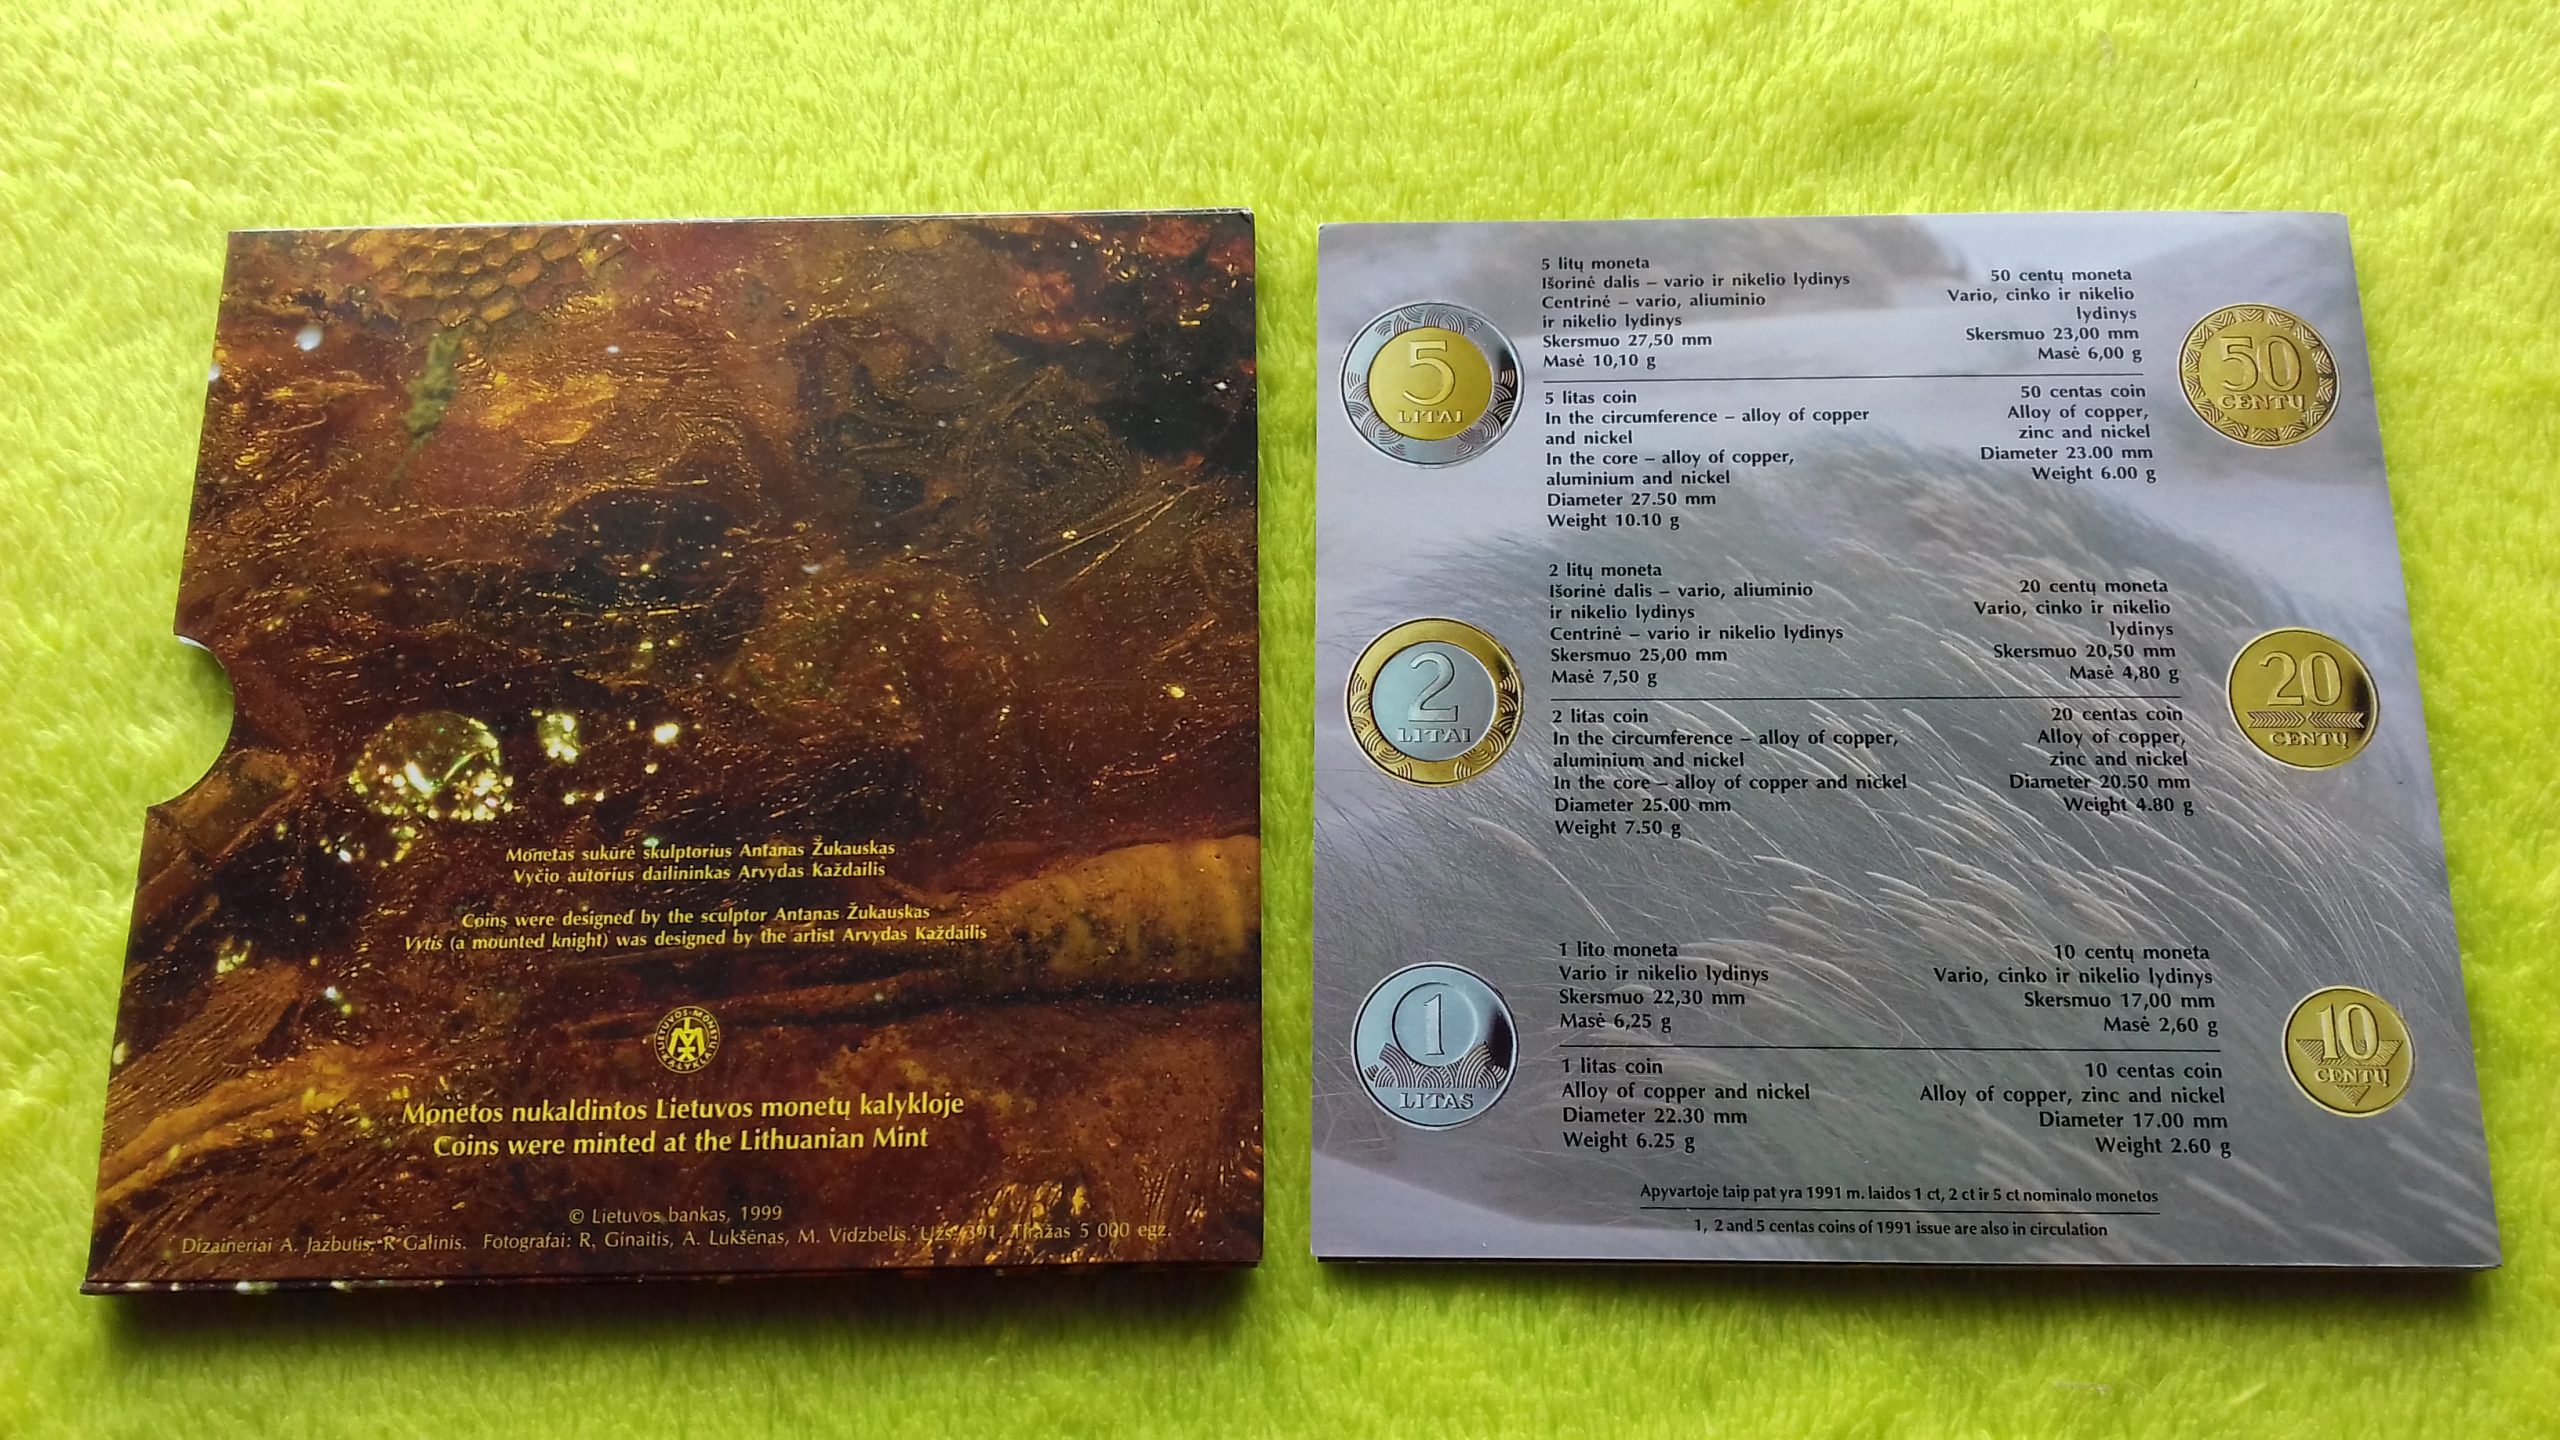 Monetas sukūrė skulptorius Antanas Žukauskas
Vyčio autorius dailininkas Arvydas Každailis
Coins were designed by the sculptor Antanas Žukauskas
Vytis (a mounted knight) was designed by the artist Arvydas Každailis
LIETUVOS MONETŲ KALYKLA
Monetos nukaldintos Lietuvos monetų kalykloje
Coins were minted at the Lithuanian Mint
© Lietuvos bankas, 1999
Dizaineriai A. Jazbutis, R Galinis. Fotografai: R. Ginaitis, A. Lukšėnas, M. Vidzbelis. Užs. 391, Tiražas 5 000 egz.
5 litų moneta
Išorinė dalis – vario ir nikelio lydinys
Centrinė – vario, aliuminio
ir nikelio lydinys
Skersmuo 27,50 mm
Masė 10,10 g
5
LITAI
5 litas coin
In the circumference – alloy of copper
and nickel
In the core – alloy of copper,
aluminium and nickel
Diameter 27.50 mm
Weight 10.10 g
50 centų moneta
Vario, cinko ir nikelio
lydinys
Skersmuo 23,00 mm
Masė 6,00 g
50
CENTŲ
50 centas coin
Alloy of copper,
zinc and nickel
Diameter 23.00 mm
Weight 6.00 g
2 litų moneta
Išorinė dalis – vario, aliuminio
ir nikelio lydinys
Centrinė – vario ir nikelio lydinys
Skersmuo 25,00 mm
Masė 7,50 g
2
LITAI
2 litas coin
In the circumference – alloy of copper,
aluminium and nickel
In the core – alloy of copper and nickel
Diameter 25.00 mm
Weight 7.50 g
20 centų moneta
Vario, cinko ir nikelio
lydinys
Skersmuo 20,50 mm
Masė 4,80 g
20
CENTŲ
20 centas coin
Alloy of copper,
zinc and nickel
Diameter 20.50 mm
Weight 4.80 g
1 lito moneta
Vario ir nikelio lydinys
Skersmuo 22,30 mm
Masė 6,25 g
1
LITAS
1 litas coin
Alloy of copper and nickel
Diameter 22.30 mm
Weight 6.25 g
10 centų moneta
Vario, cinko ir nikelio lydinys
Skersmuo 17,00 mm
Masė 2,60 g
10
CENTŲ
10 centas coin
Alloy of copper, zinc and nickel
Diameter 17.00 mm
Weight 2.60 g
Apyvartoje taip pat yra 1991 m. laidos 1 ct, 2 ct ir 5 ct nominalo monetos
1, 2 and 5 centas coins of 1991 issue are also in circulation